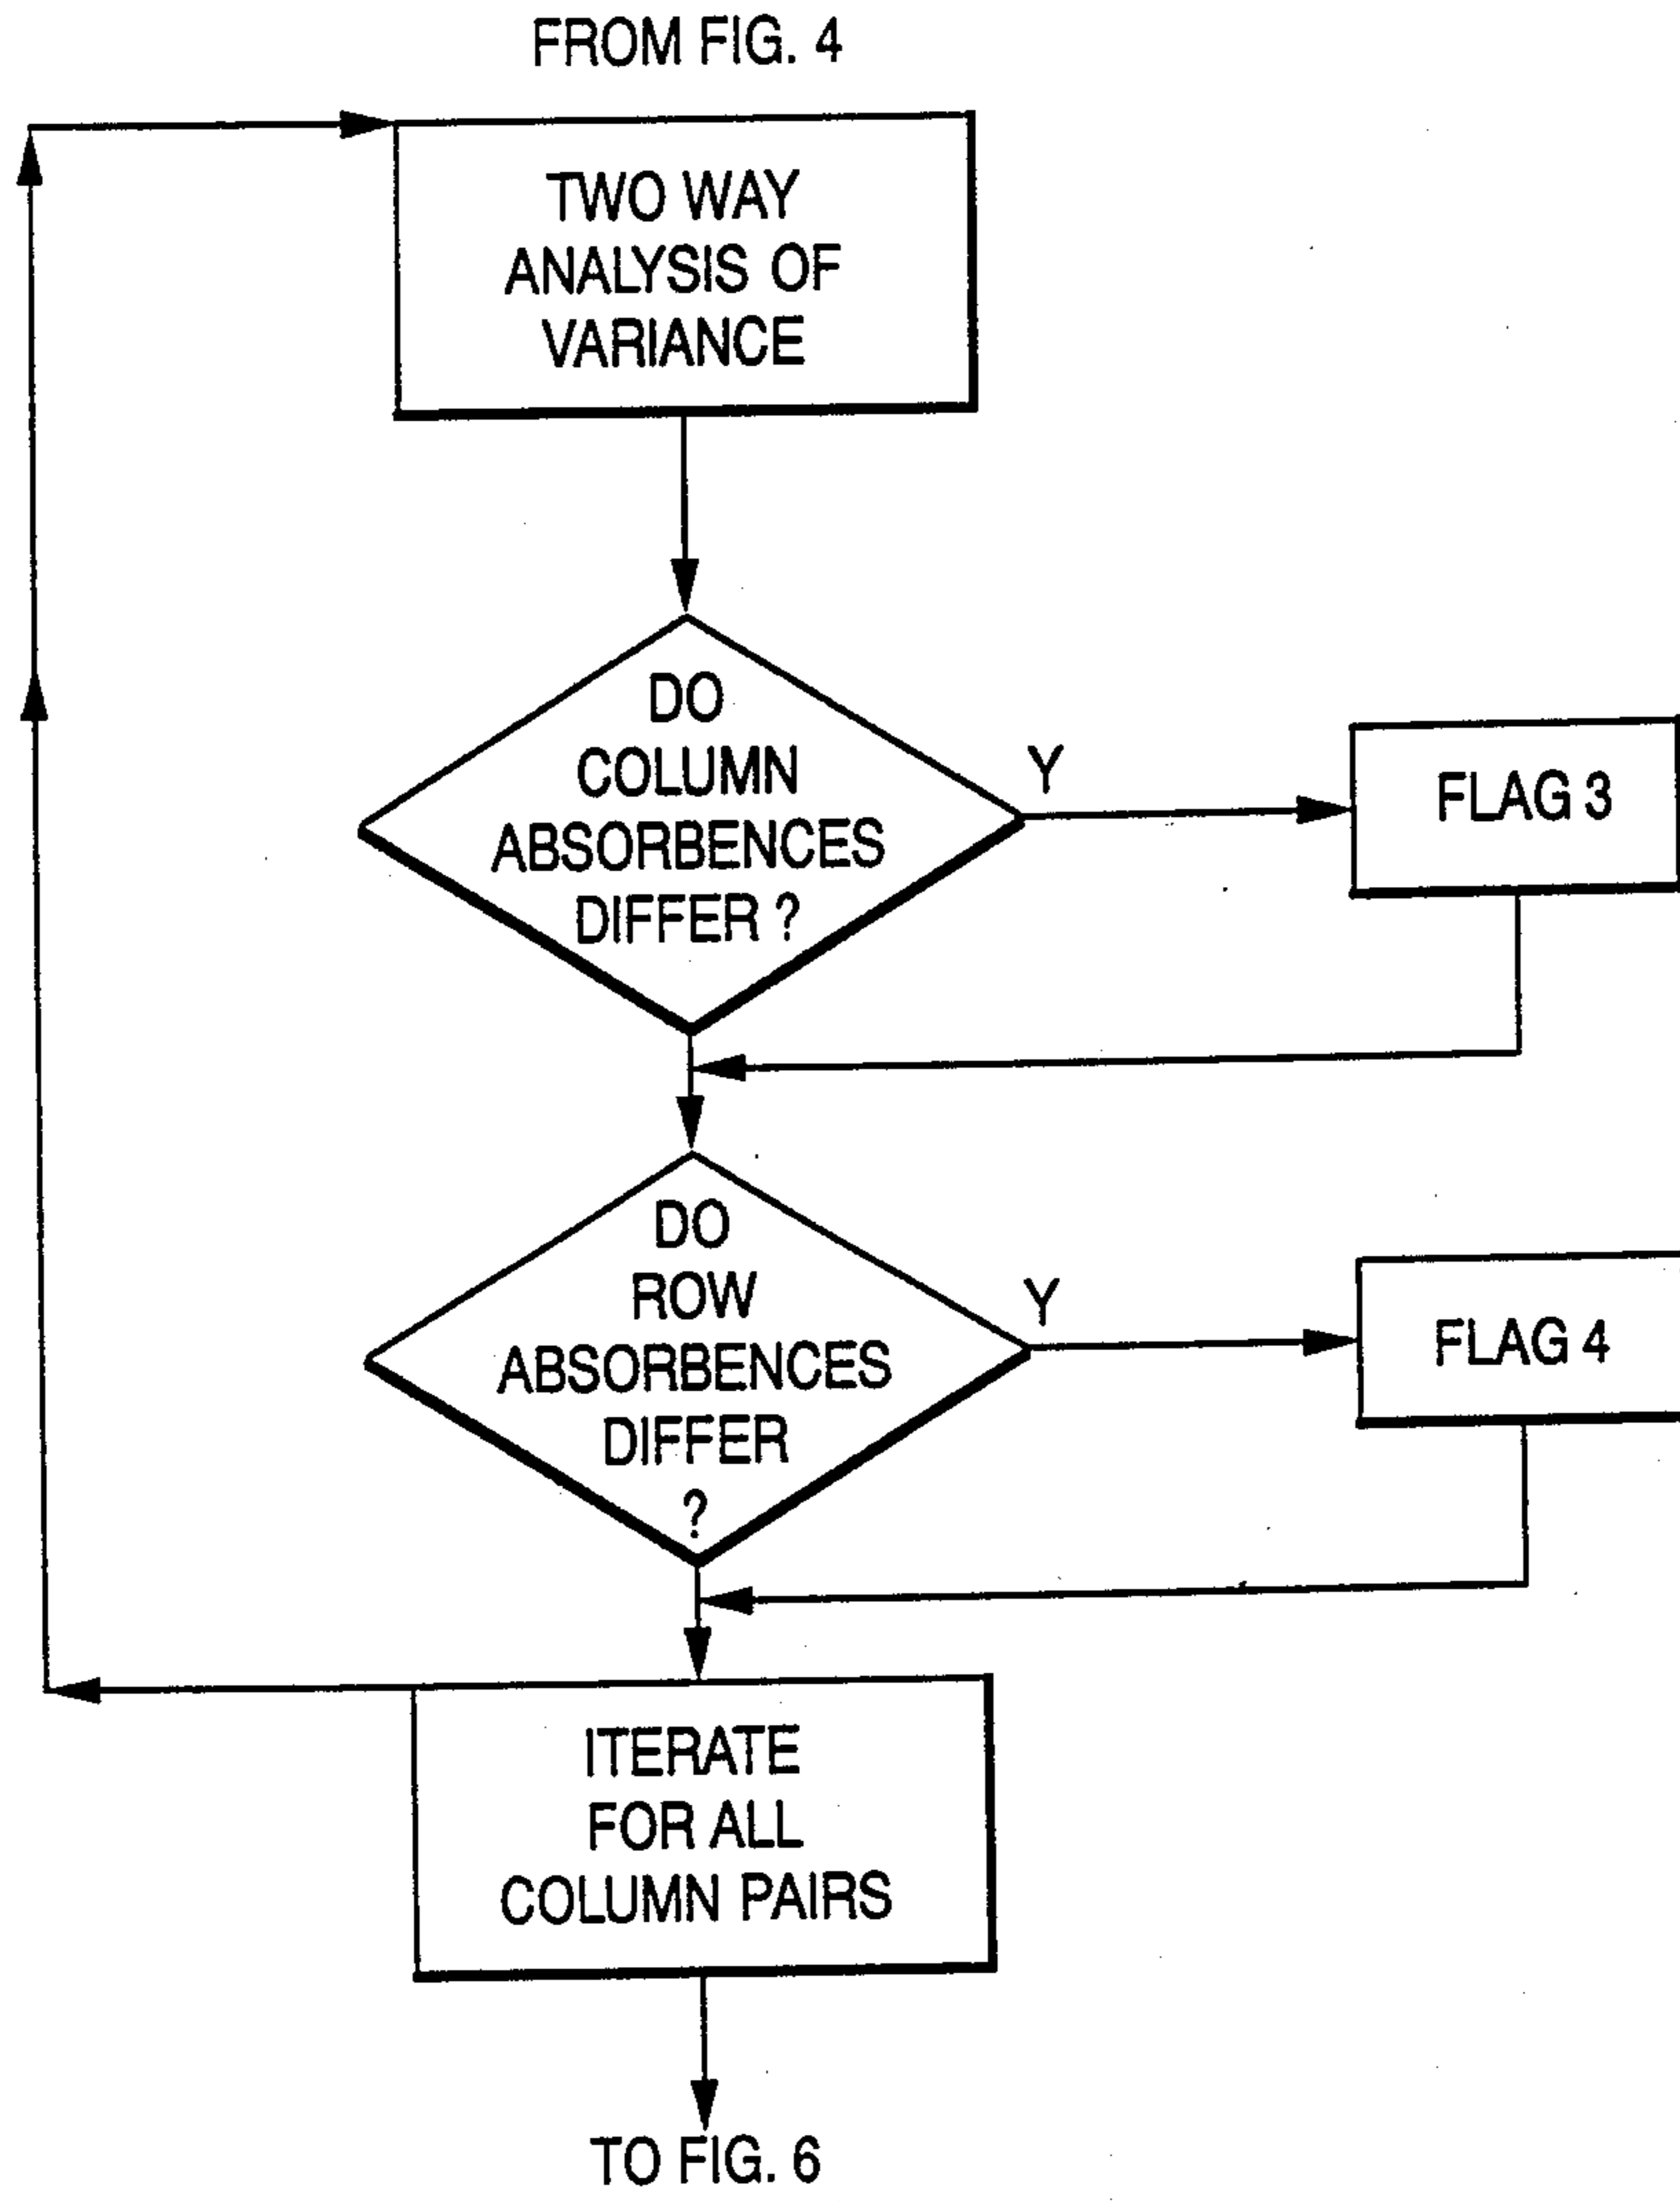 FROM FIG. 4
TWO WAY
ANALYSIS OF
VARIANCE
DO
COLUMN
ABSORBENCES
DIFFER ?
Y
FLAG 3
DO
ROW
ABSORBENCES
DIFFER
?
Y
FLAG 4
ITERATE
FOR ALL
COLUMN PAIRS
TO FIG. 6